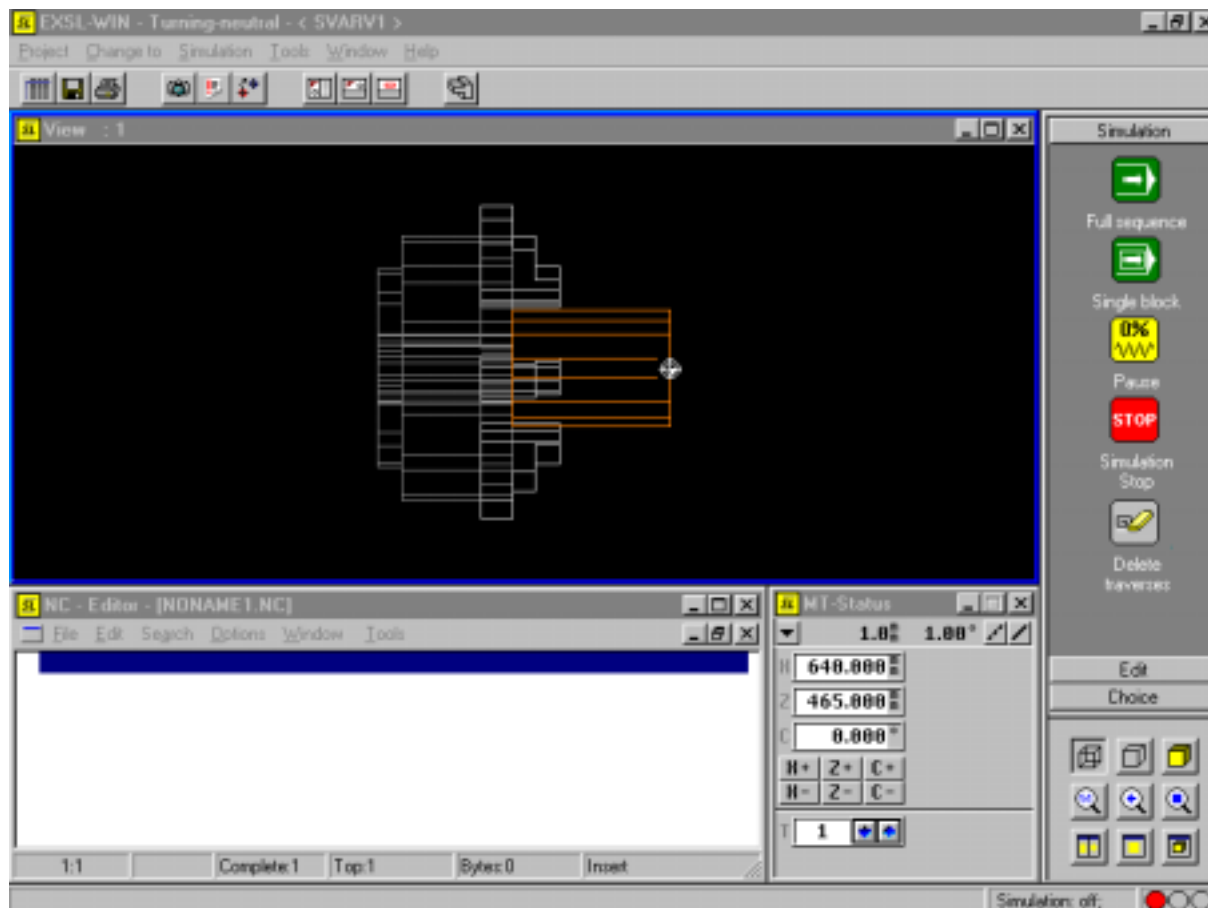 EXSL-WIN - Turning-neutral - < SVARV1 >
Project Change to Simulation Tools Window Help
View : 1
Simulation
Full sequence
Single block
0%
Pause
STOP
Simulation
Stop
Delete
traverses
Edit
Choice
NC - Editor - [NONAME1.NC]
File Edit Search Options Window Tools
1:1 Complete:1 Top:1 Bytes:0 Insert
MT-Status
1.0 1.00°
X 640.000
Z 465.000
C 0.000°
X+ Z+ C+
X- Z- C-
T 1
Simulation: off;